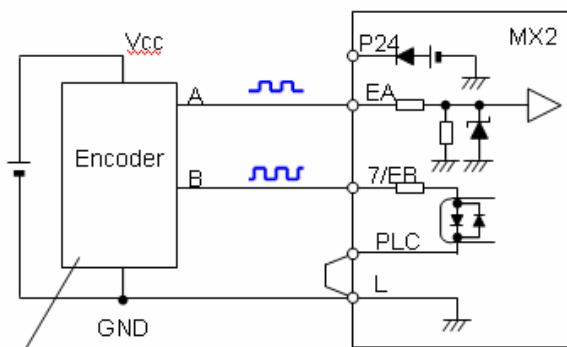 Vcc
P24
MX2
A
EA
Encoder
B
7/EB
PLC
L
GND